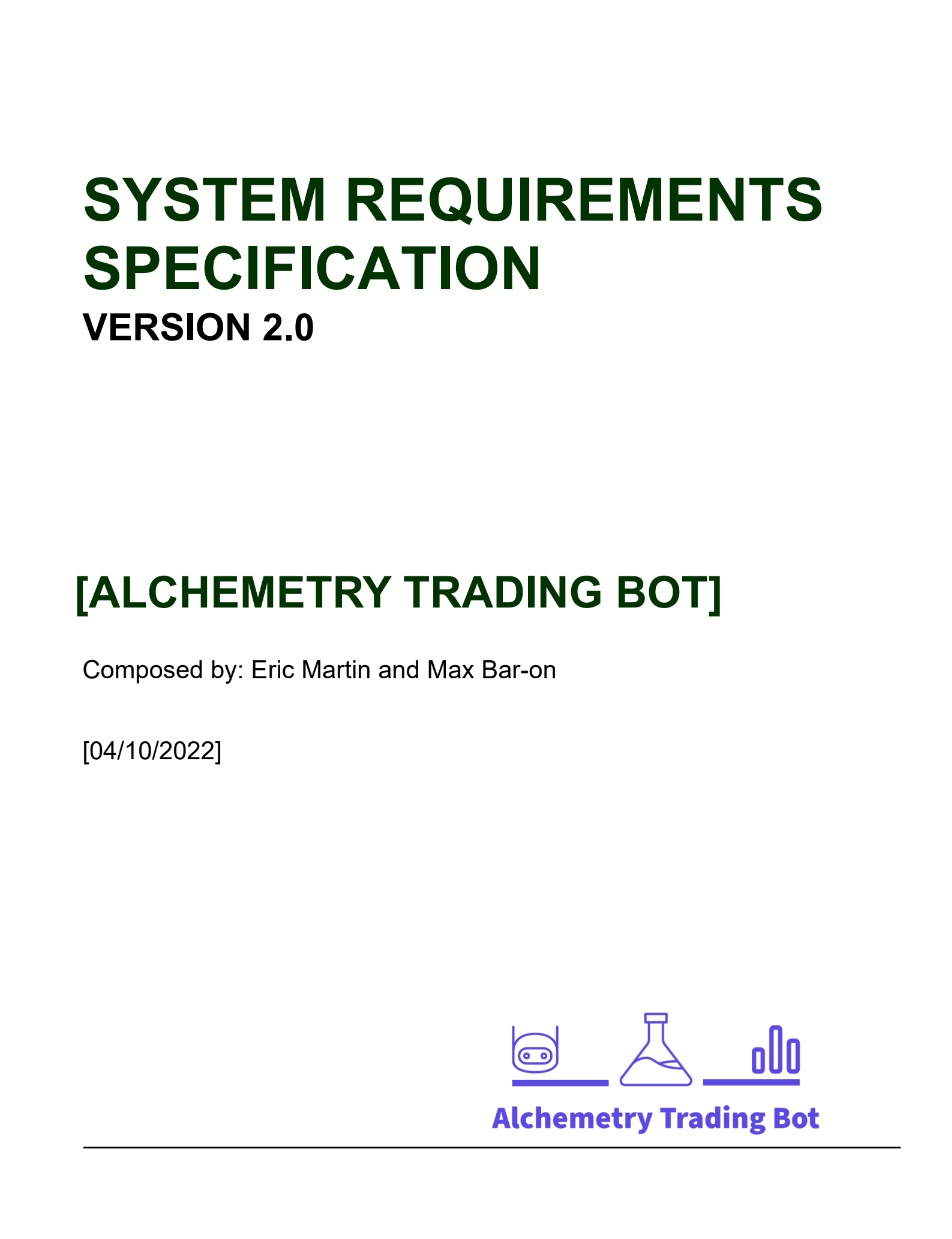 SYSTEM REQUIREMENTS
SPECIFICATION
VERSION 2.0
[ALCHEMETRY TRADING BOT]
Composed by: Eric Martin and Max Bar-on
[04/10/2022]
Alchemetry Trading Bot